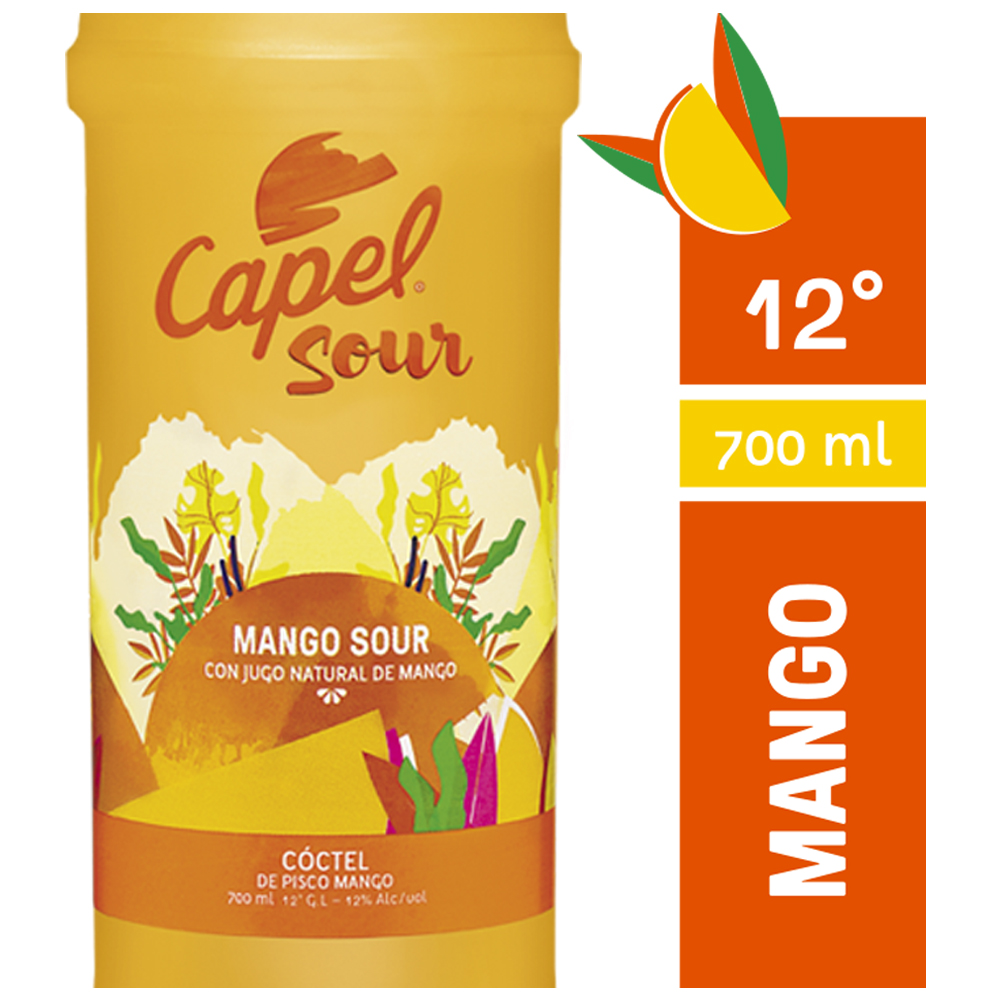 Capel®
Sour
MANGO SOUR
CON JUGO NATURAL DE MANGO
CÓCTEL
DE PISCO MANGO
700 ml 12° G.L – 12% Alc/vol
12°
700 ml
MANGO